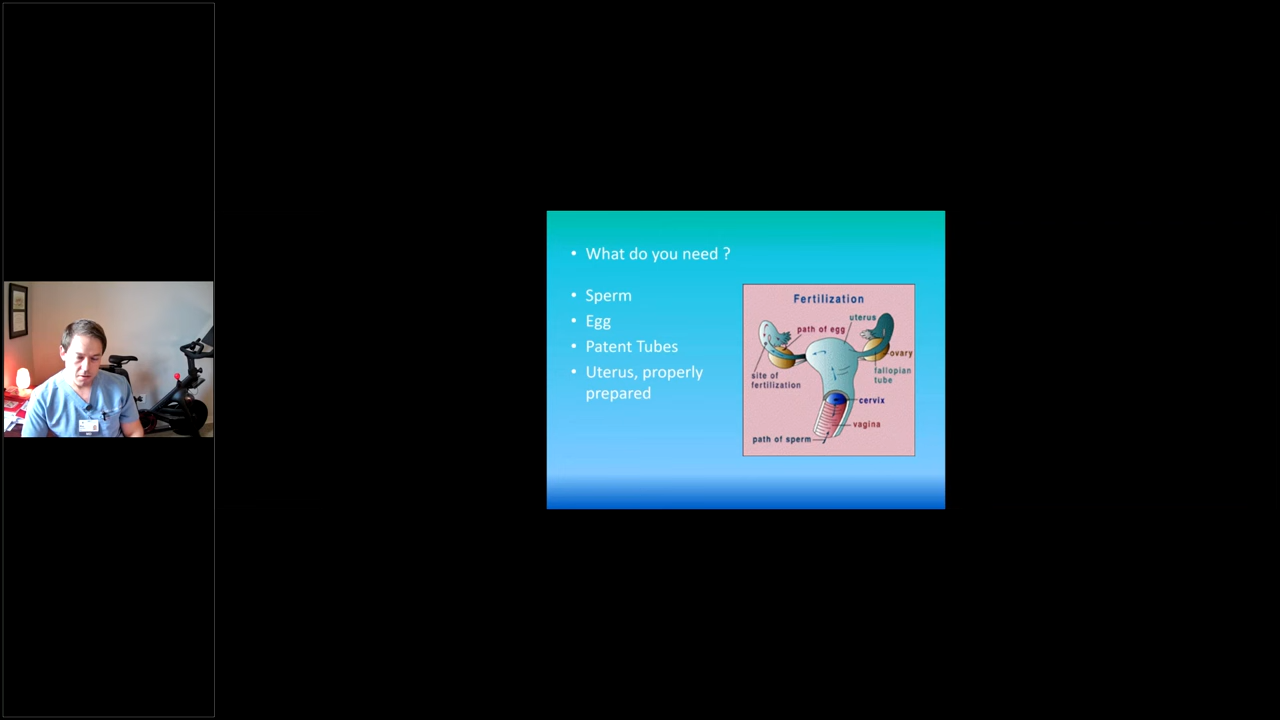 What do you need ?
Sperm
Egg
Patent Tubes
Uterus, properly
prepared
Fertilization
uterus
path of egg
ovary
site of
fertilization
fallopian
tube
cervix
vagina
path of sperm